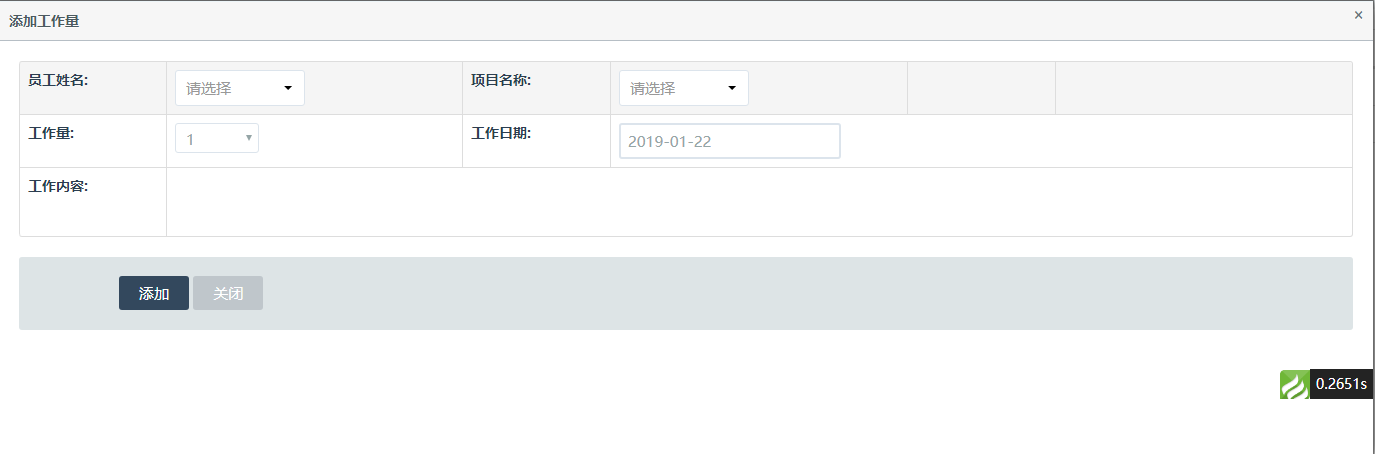 添加工作量
×
员工姓名: 请选择 项目名称: 请选择
工作量: 1 工作日期: 2019-01-22
工作内容:
添加 关闭
0.2651s